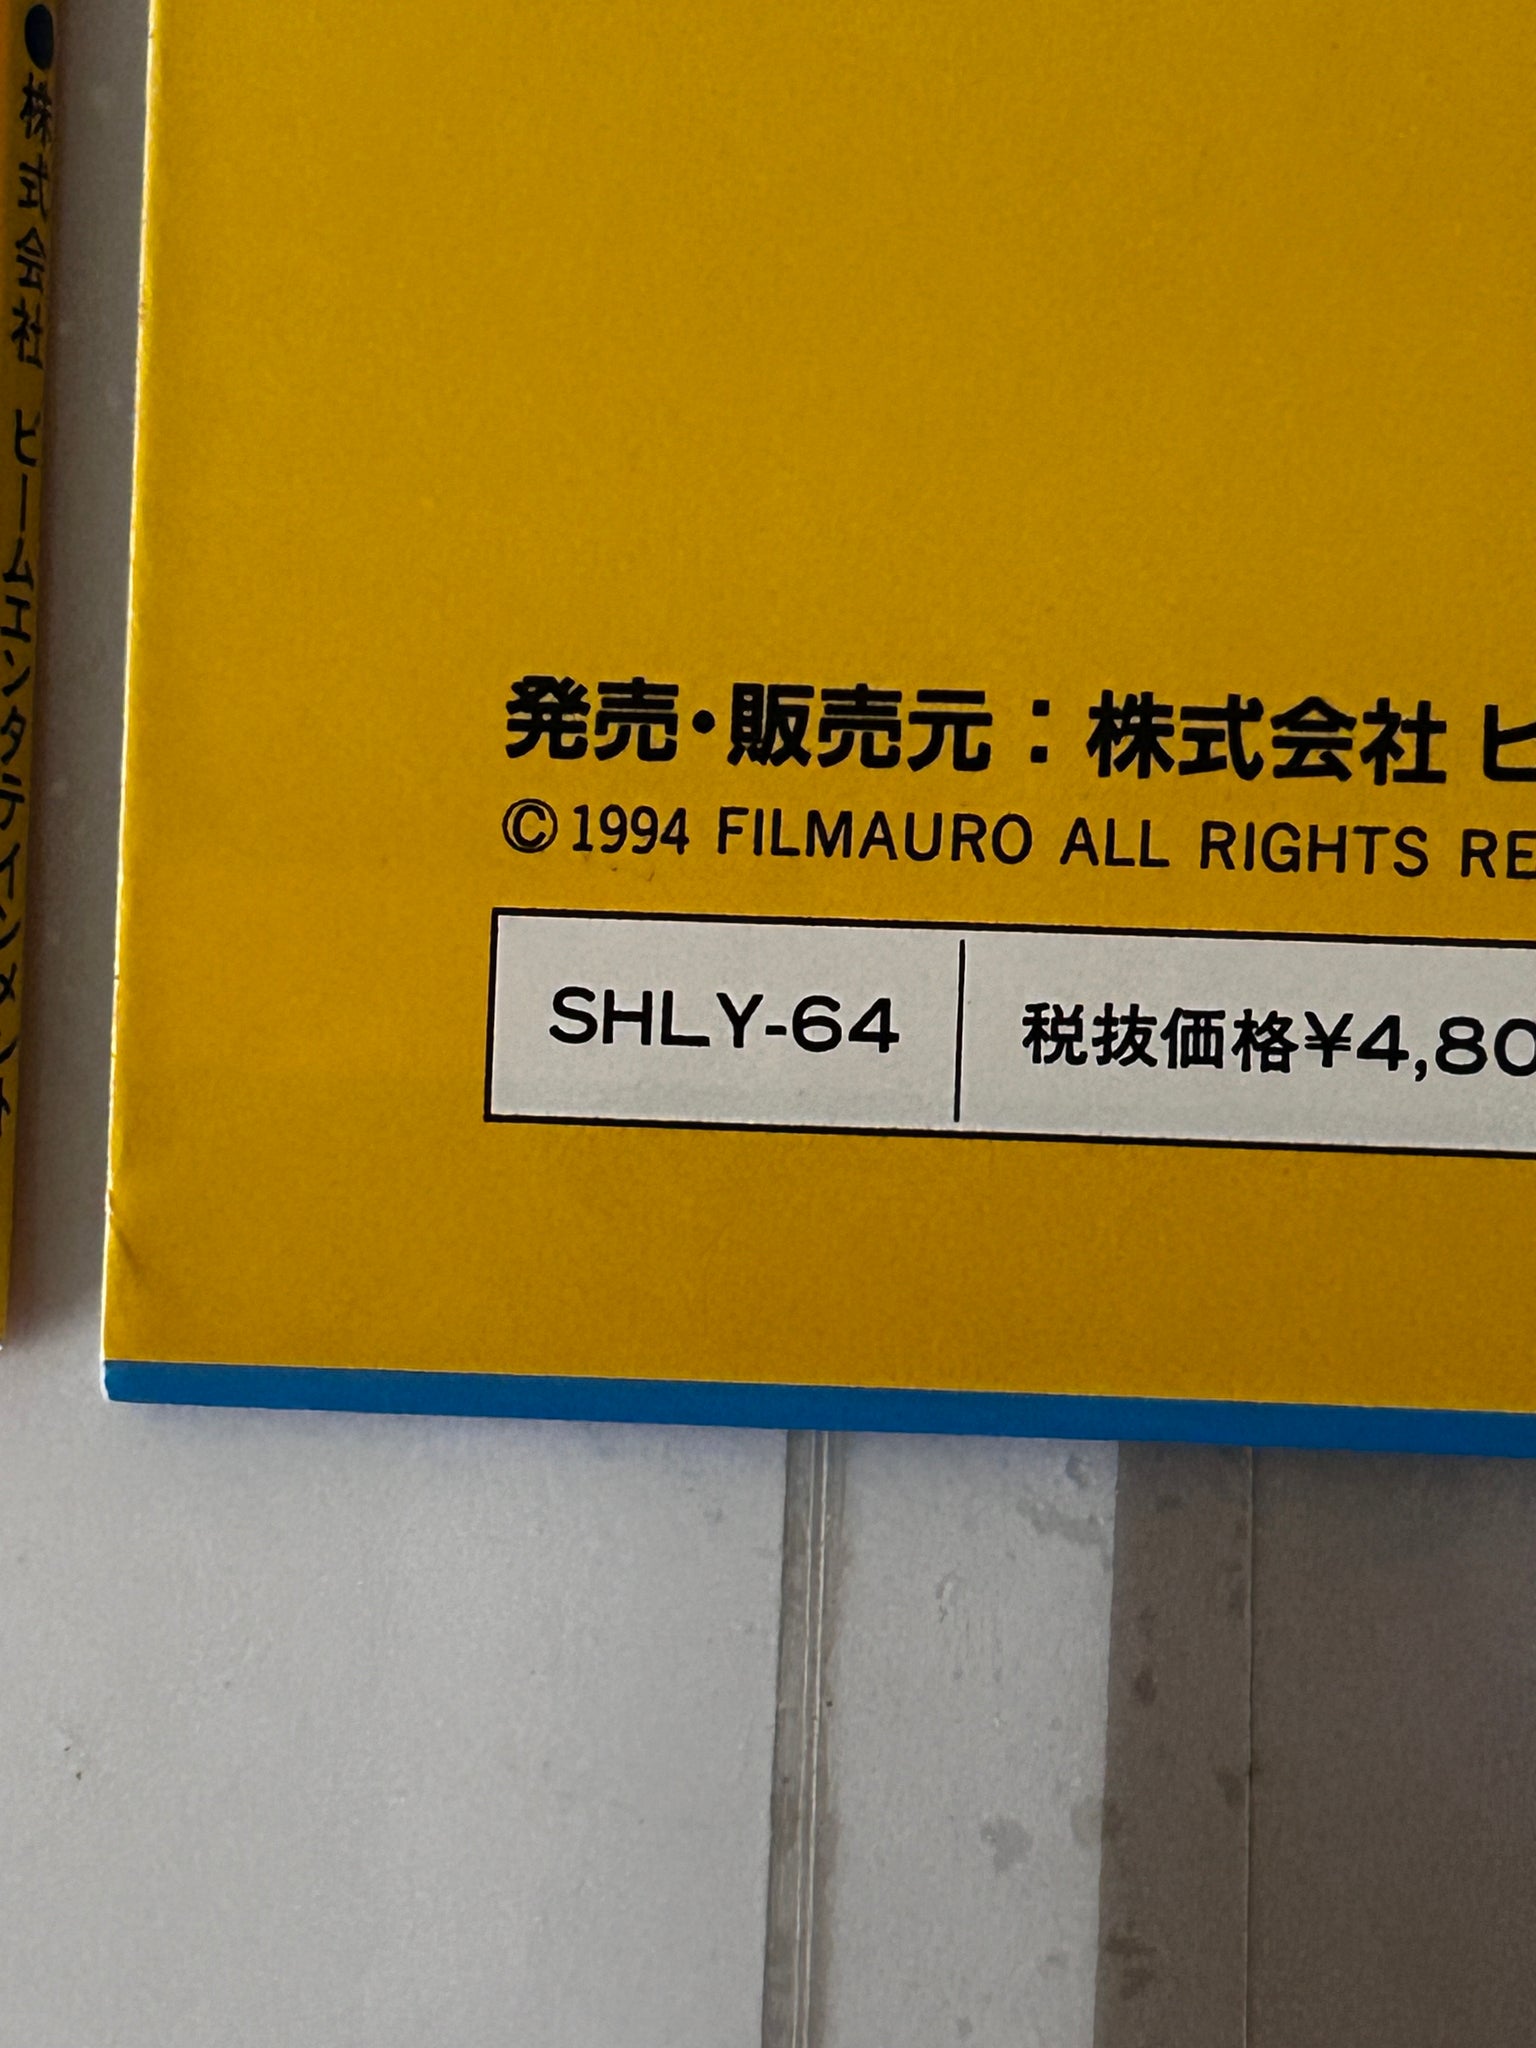 ●株式会社 ビームエンタテインメント
発売・販売元：株式会社 ビ
©1994 FILMAURO ALL RIGHTS RE
SHLY-64 税抜価格¥4,80